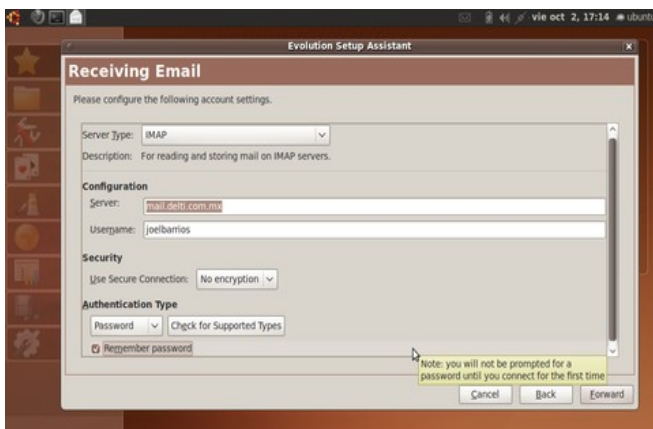 vie oct 2, 17:14 ubuntu
Evolution Setup Assistant
Receiving Email
Please configure the following account settings.
Server Type: IMAP
Description: For reading and storing mail on IMAP servers.
Configuration
Server: mail.delti.com.mx
Username: joelbarrios
Security
Use Secure Connection: No encryption
Authentication Type
Password Check for Supported Types
Remember password
Note: you will not be prompted for a
password until you connect for the first time
Cancel Back Forward